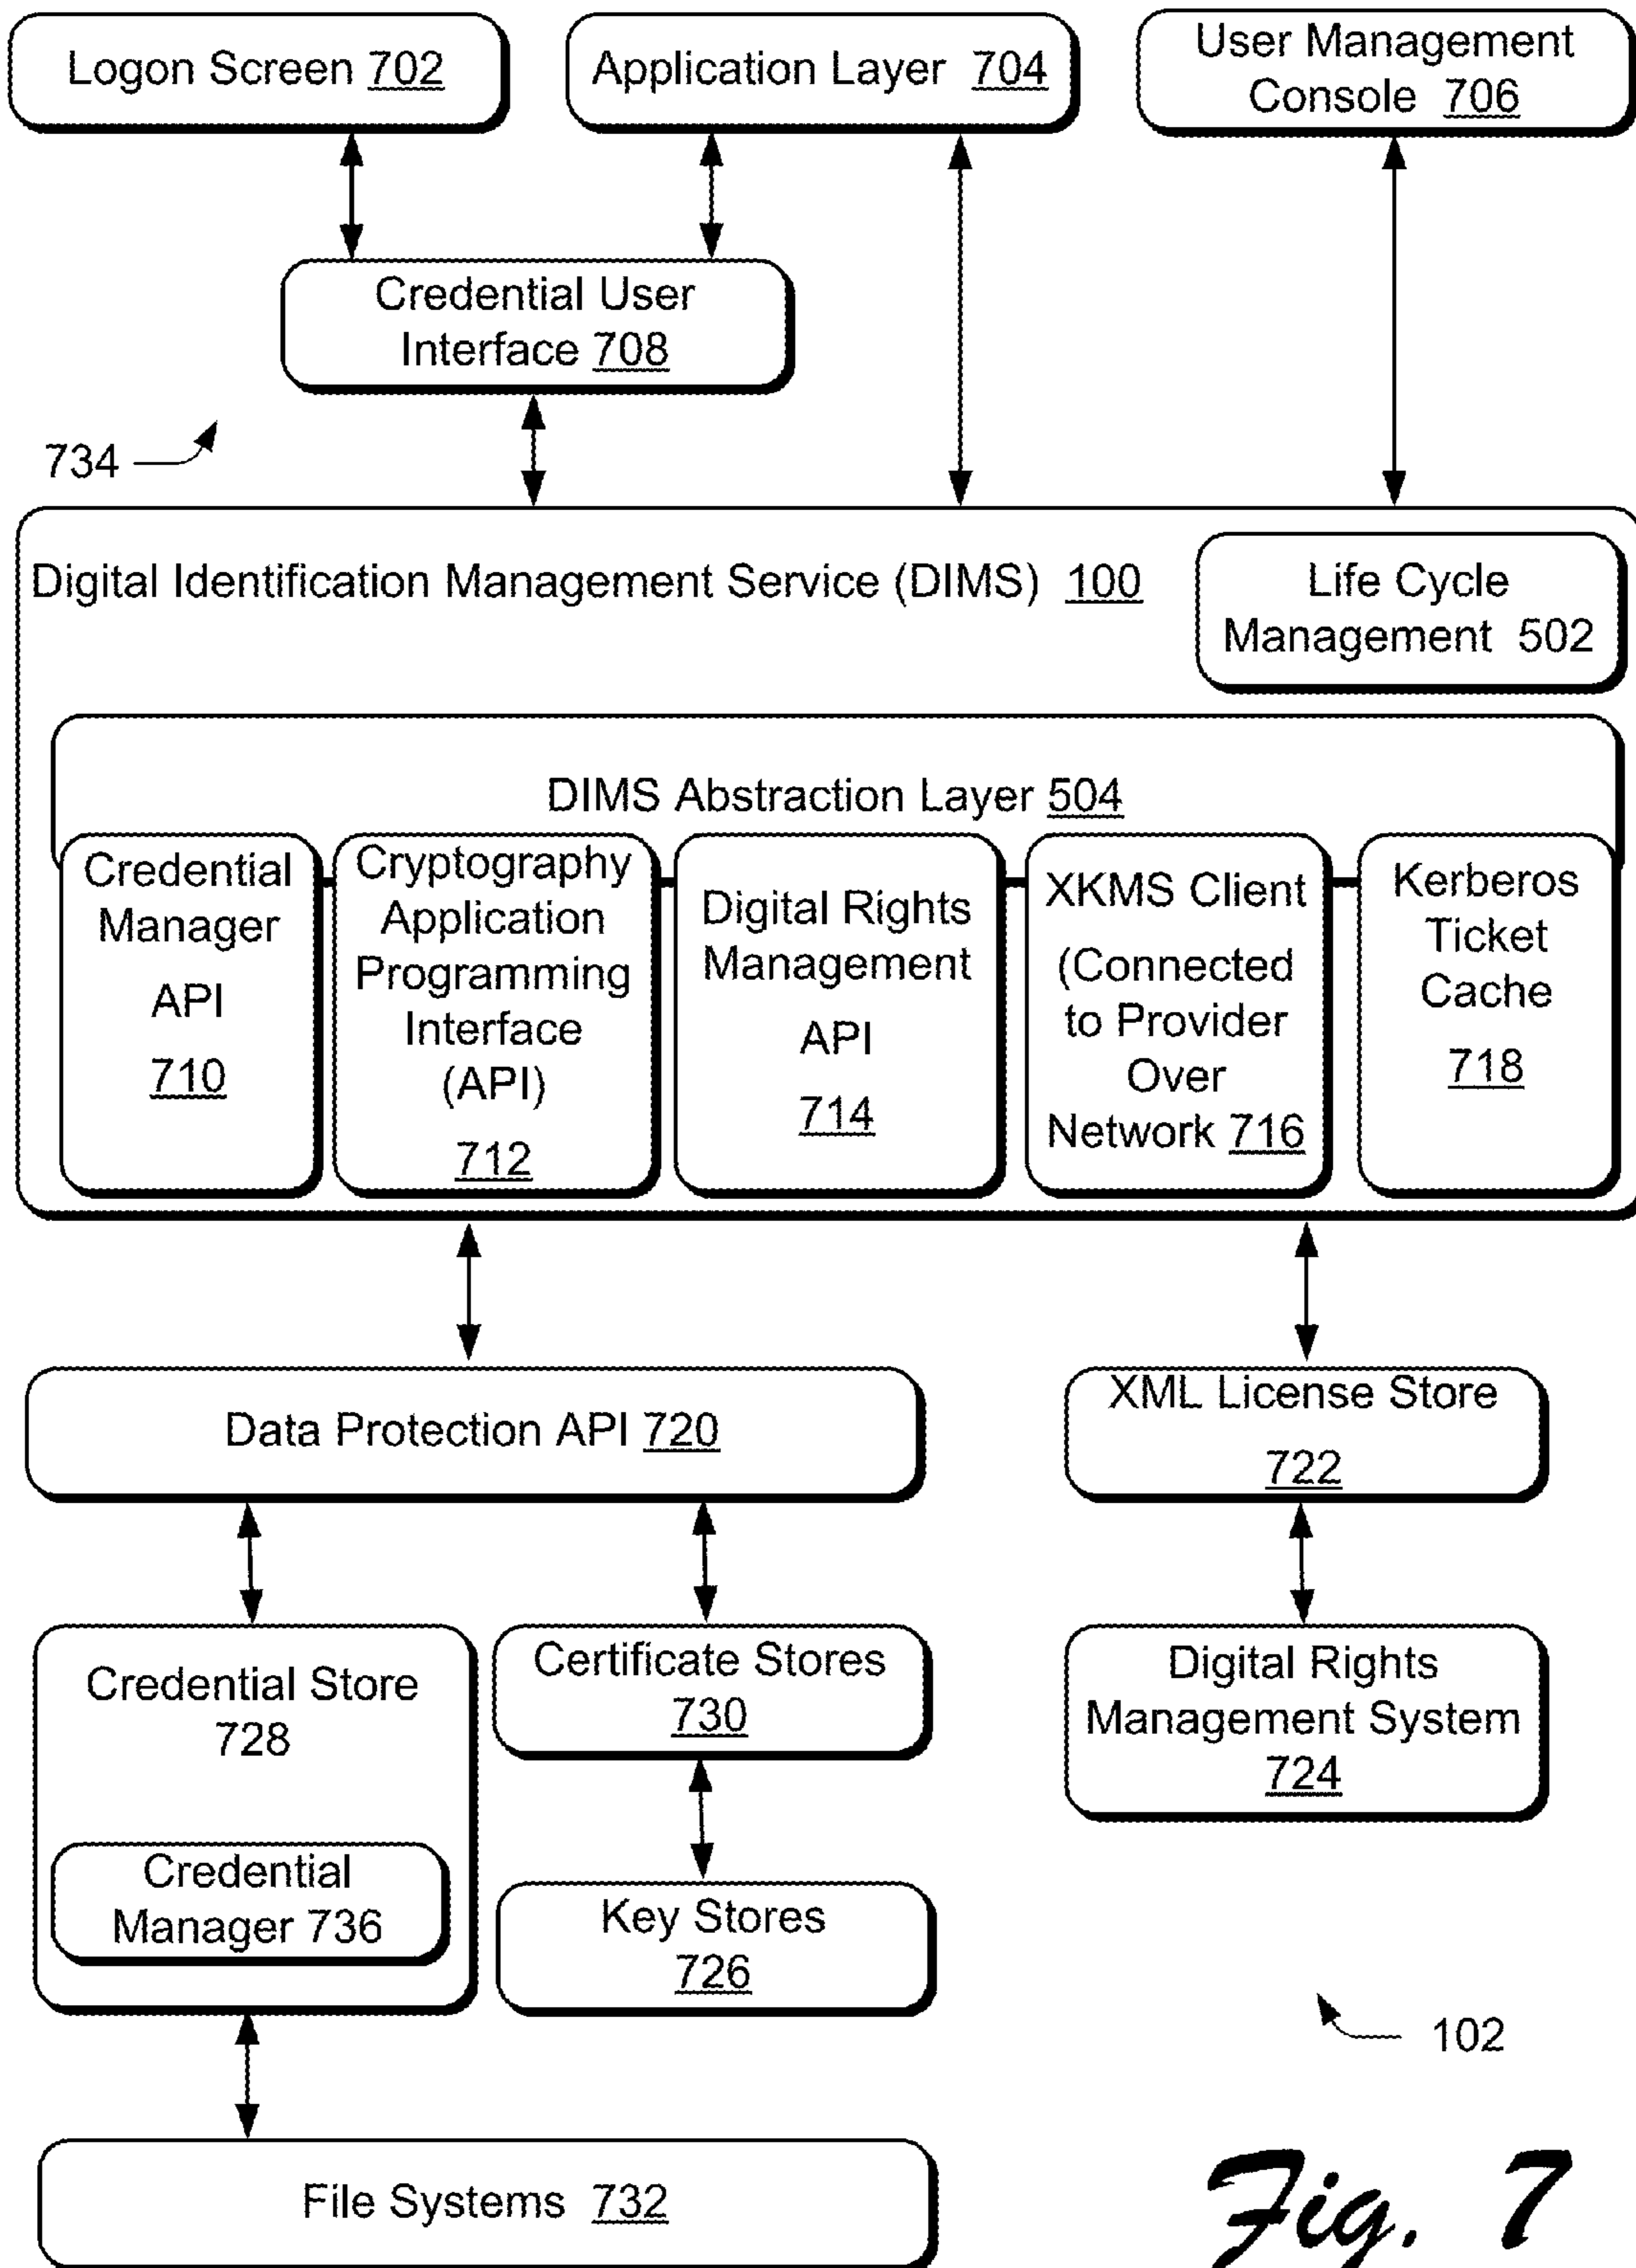 Logon Screen 702
Application Layer 704
User Management
Console 706
Credential User
Interface 708
734
Digital Identification Management Service (DIMS) 100
Life Cycle
Management 502
DIMS Abstraction Layer 504
Credential
Manager
API
710
Cryptography
Application
Programming
Interface
(API)
712
Digital Rights
Management
API
714
XKMS Client
(Connected
to Provider
Over
Network 716
Kerberos
Ticket
Cache
718
Data Protection API 720
XML License Store
722
Credential Store
728
Credential
Manager 736
Certificate Stores
730
Digital Rights
Management System
724
Key Stores
726
102
File Systems 732
Fig. 7